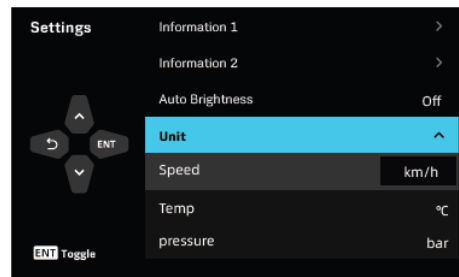 Settings
Information 1
Information 2
Auto Brightness Off
Unit
ENT
Speed km/h
Temp °C
pressure bar
ENT Toggle